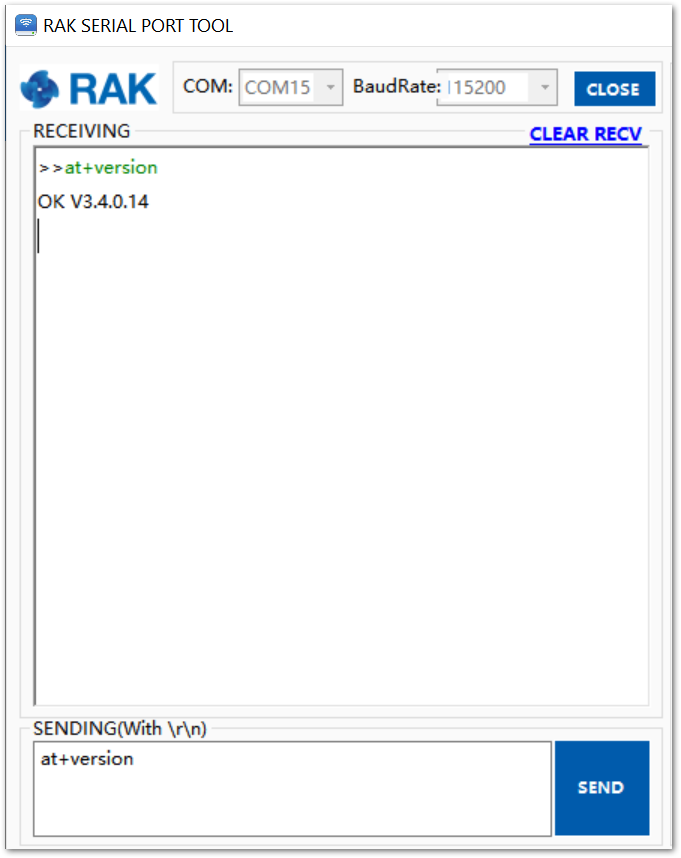 RAK SERIAL PORT TOOL
RAK COM: COM15 BaudRate: 115200 CLOSE
RECEIVING CLEAR RECV
>>at+version
OK V3.4.0.14
SENDING(With \r\n)
at+version
SEND